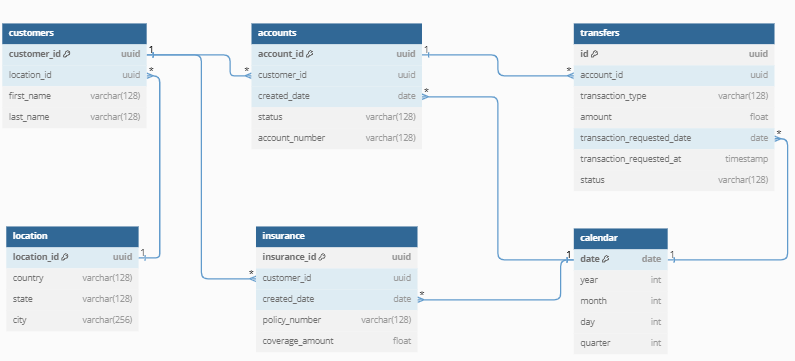 customers
customer_id uuid
location_id uuid
first_name varchar(128)
last_name varchar(128)
accounts
account_id uuid
customer_id uuid
created_date date
status varchar(128)
account_number varchar(128)
transfers
id uuid
account_id uuid
transaction_type varchar(128)
amount float
transaction_requested_date date
transaction_requested_at timestamp
status varchar(128)
location
location_id uuid
country varchar(128)
state varchar(128)
city varchar(256)
insurance
insurance_id uuid
customer_id uuid
created_date date
policy_number varchar(128)
coverage_amount float
calendar
date date
year int
month int
day int
quarter int
1
*
*
1
*
*
1
*
*
1
1
*